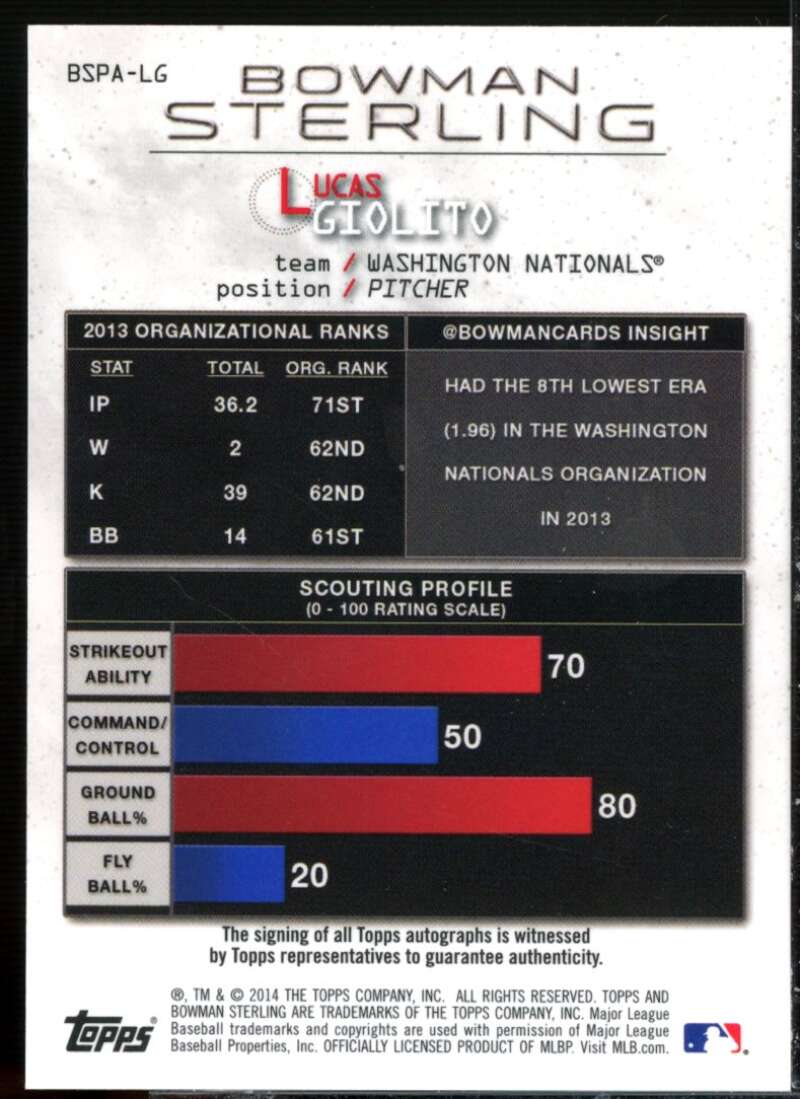 BSPA-LG
BOWMAN
STERLING
LUCAS
GIOLITO
team / WASHINGTON NATIONALS®
position / PITCHER
2013 ORGANIZATIONAL RANKS
STAT TOTAL ORG. RANK
IP 36.2 71ST
W 2 62ND
K 39 62ND
BB 14 61ST
@BOWMANCARDS INSIGHT
HAD THE 8TH LOWEST ERA
(1.96) IN THE WASHINGTON
NATIONALS ORGANIZATION
IN 2013
SCOUTING PROFILE
(0 - 100 RATING SCALE)
STRIKEOUT
ABILITY
70
COMMAND/
CONTROL
50
GROUND
BALL%
80
FLY
BALL%
20
The signing of all Topps autographs is witnessed
by Topps representatives to guarantee authenticity.
®, TM & © 2014 THE TOPPS COMPANY, INC. ALL RIGHTS RESERVED. TOPPS AND
BOWMAN STERLING ARE TRADEMARKS OF THE TOPPS COMPANY, INC. Major League
Baseball trademarks and copyrights are used with permission of Major League
Baseball Properties, Inc. OFFICIALLY LICENSED PRODUCT OF MLBP. Visit MLB.com.
Topps®